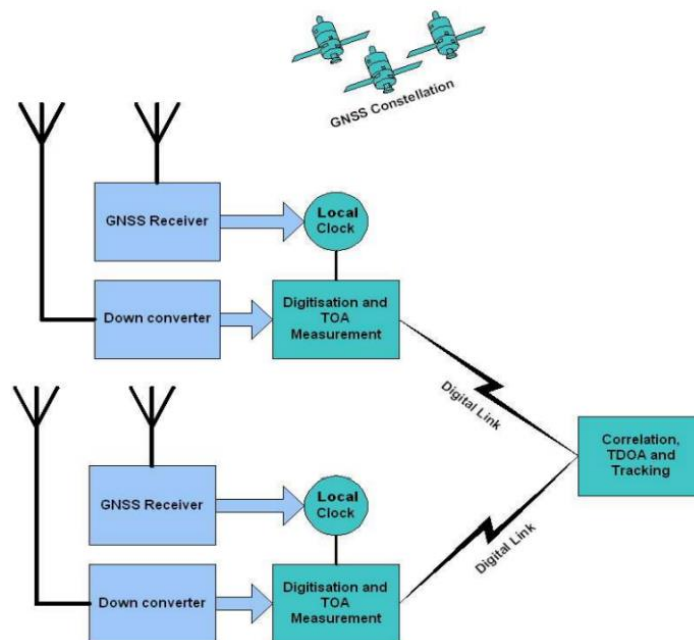 GNSS Constellation
GNSS Receiver
Local
Clock
Down converter
Digitisation and
TOA
Measurement
Digital Link
Correlation,
TDOA and
Tracking
GNSS Receiver
Local
Clock
Digital Link
Down converter
Digitisation and
TOA
Measurement